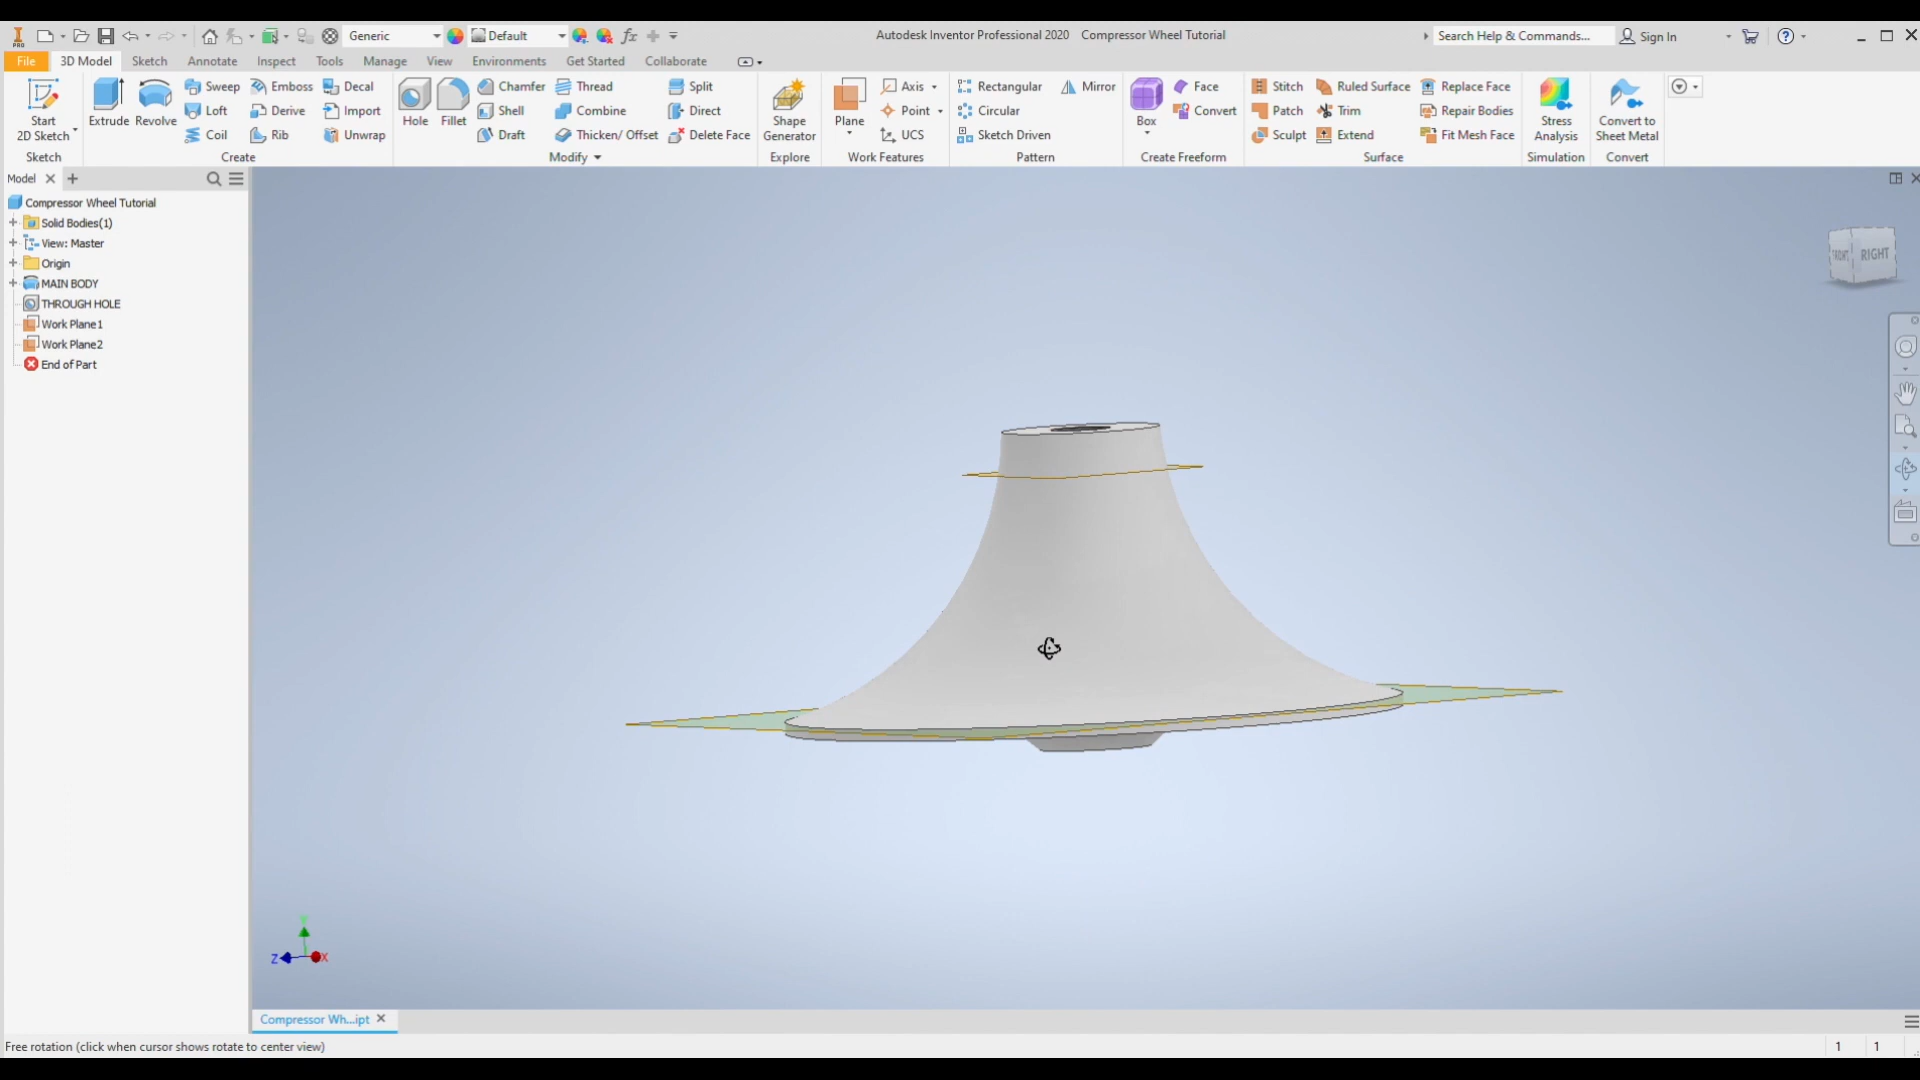 PRO
Generic
Default
fx
Autodesk Inventor Professional 2020 Compressor Wheel Tutorial
Search Help & Commands...
Sign In
File 3D Model Sketch Annotate Inspect Tools Manage View Environments Get Started Collaborate
Start
2D Sketch
Sketch
Extrude Revolve Sweep Emboss Decal
Loft Derive Import
Coil Rib Unwrap
Create
Hole Fillet Chamfer Thread Split
Shell Combine Direct
Draft Thicken/ Offset Delete Face
Modify
Shape
Generator
Explore
Plane Axis
Point
UCS
Work Features
Rectangular Mirror
Circular
Sketch Driven
Pattern
Box Face
Convert
Create Freeform
Stitch Ruled Surface Replace Face
Patch Trim Repair Bodies
Sculpt Extend Fit Mesh Face
Surface
Stress
Analysis
Simulation
Convert to
Sheet Metal
Convert
Model
Compressor Wheel Tutorial
Solid Bodies(1)
View: Master
Origin
MAIN BODY
THROUGH HOLE
Work Plane1
Work Plane2
End of Part
FRONT RIGHT
Z X
Compressor Wh...ipt
Free rotation (click when cursor shows rotate to center view)
1 1